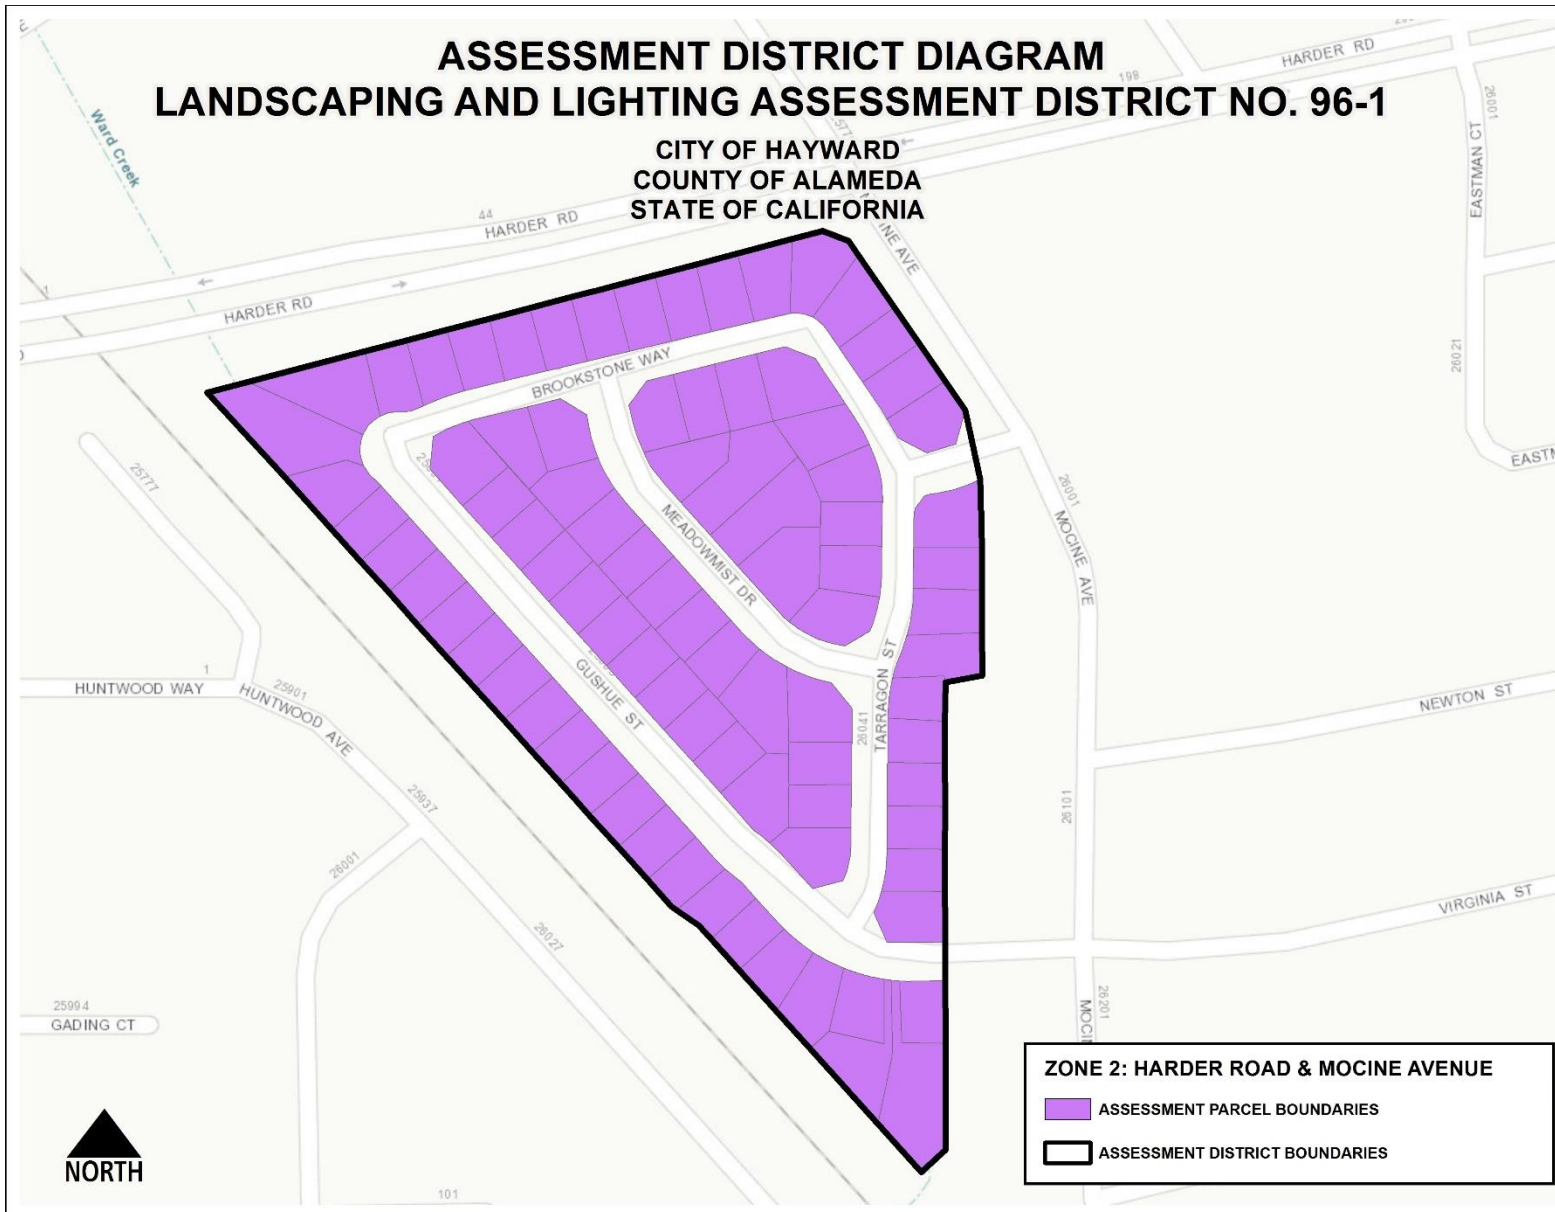 ASSESSMENT DISTRICT DIAGRAM
LANDSCAPING AND LIGHTING ASSESSMENT DISTRICT NO. 96-1
CITY OF HAYWARD
COUNTY OF ALAMEDA
STATE OF CALIFORNIA
HARDER RD
198
26001
EASTMAN CT
Ward Creek
44
HARDER RD
1
HARDER RD
26021
BROOKSTONE WAY
25777
26001
MOCINE AVE
MEADOWMIST DR
GUSHUE ST
TARRAGON ST
26041
1
HUNTWOOD WAY
25901
HUNTWOOD AVE
NEWTON ST
25937
26101
26001
VIRGINIA ST
26027
26201
25994
GADING CT
101
ZONE 2: HARDER ROAD & MOCINE AVENUE
ASSESSMENT PARCEL BOUNDARIES
ASSESSMENT DISTRICT BOUNDARIES
NORTH